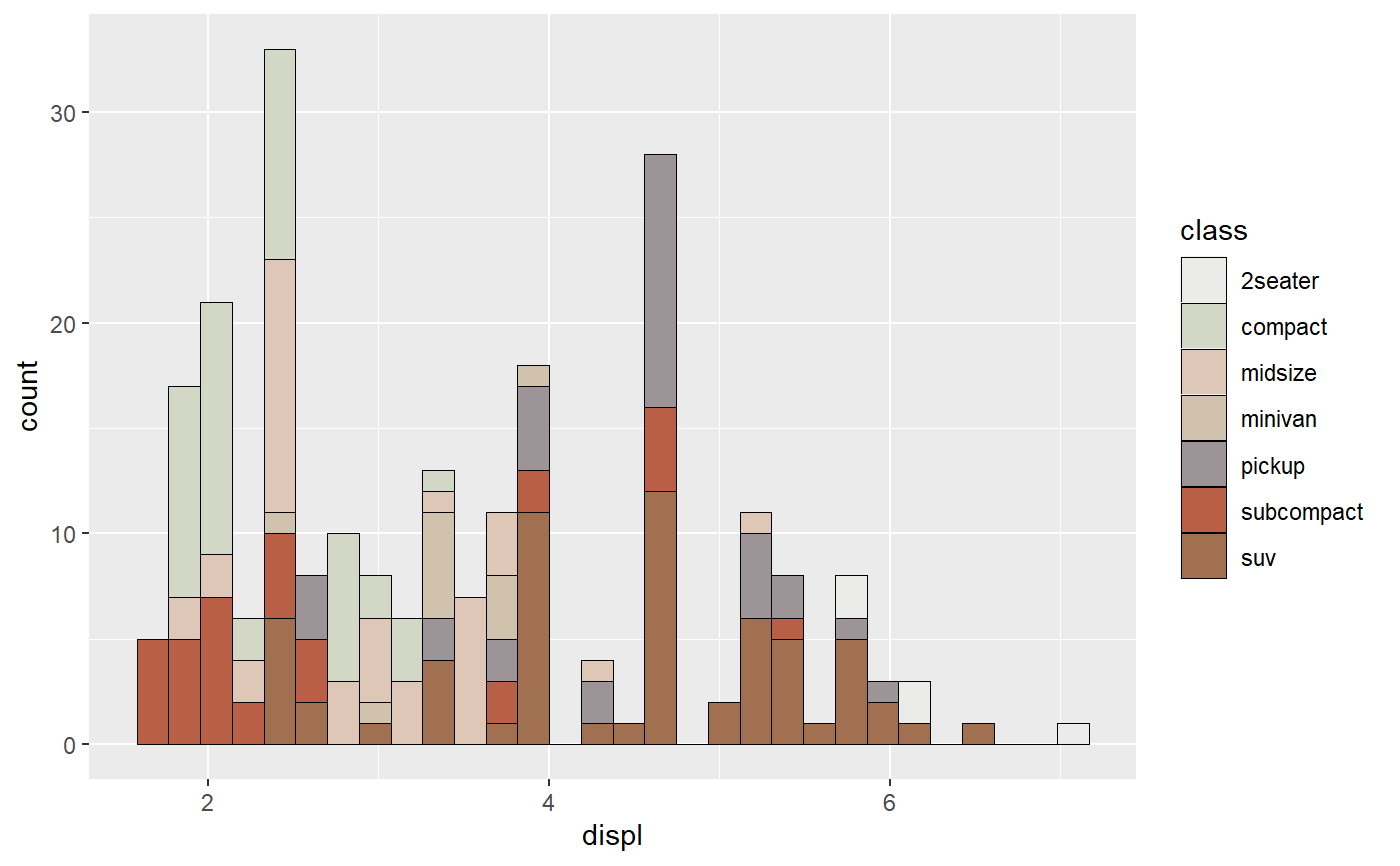 30
20
10
0
count
2
4
6
displ
class
2seater
compact
midsize
minivan
pickup
subcompact
suv